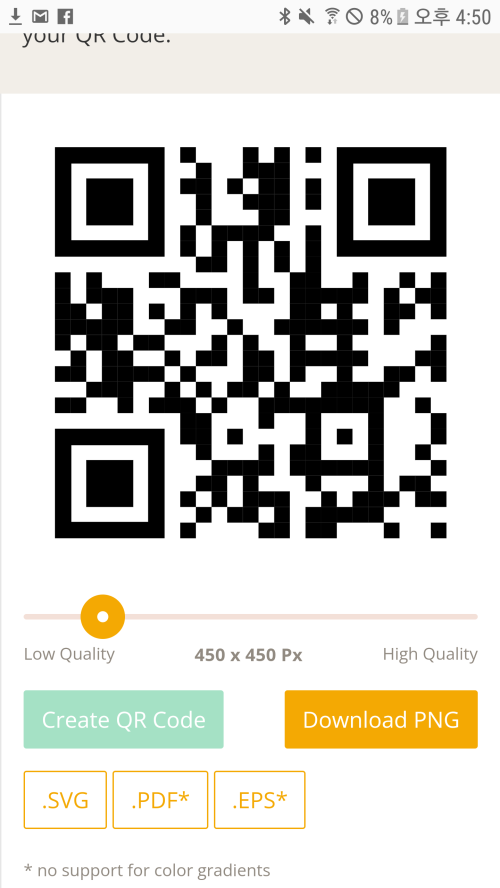 8% 오후 4:50
your QR Code.
Low Quality 450 x 450 Px High Quality
Create QR Code Download PNG
.SVG .PDF* .EPS*
* no support for color gradients